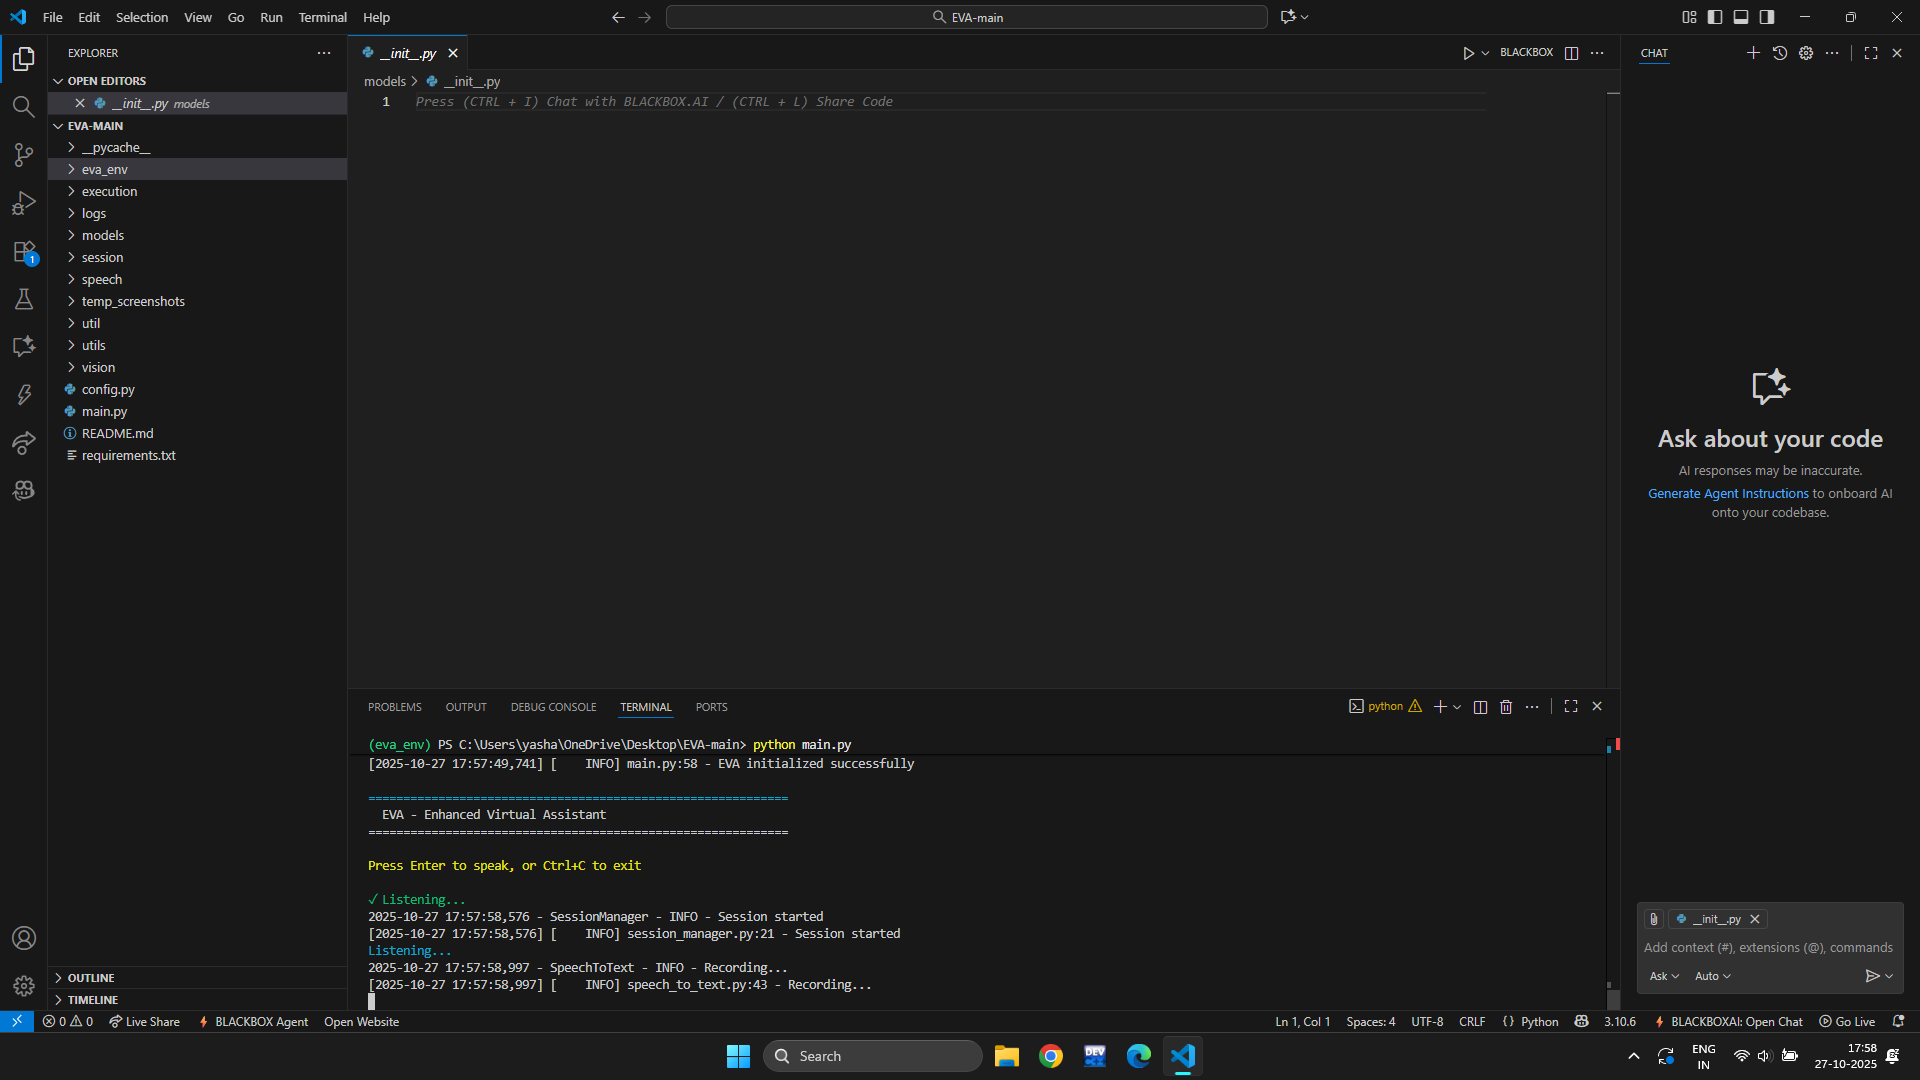 File Edit Selection View Go Run Terminal Help
EVA-main
EXPLORER
OPEN EDITORS
__init__.py models
EVA-MAIN
__pycache__
eva_env
execution
logs
models
session
speech
temp_screenshots
util
utils
vision
config.py
main.py
README.md
requirements.txt
OUTLINE
TIMELINE
1
__init__.py
BLACKBOX
models > __init__.py
1 Press (CTRL + I) Chat with BLACKBOX.AI / (CTRL + L) Share Code
PROBLEMS OUTPUT DEBUG CONSOLE TERMINAL PORTS
python
(eva_env) PS C:\Users\yasha\OneDrive\Desktop\EVA-main> python main.py
[2025-10-27 17:57:49,741] [    INFO] main.py:58 - EVA initialized successfully
============================================================
EVA - Enhanced Virtual Assistant
============================================================
Press Enter to speak, or Ctrl+C to exit
✓ Listening...
2025-10-27 17:57:58,576 - SessionManager - INFO - Session started
[2025-10-27 17:57:58,576] [    INFO] session_manager.py:21 - Session started
Listening...
2025-10-27 17:57:58,997 - SpeechToText - INFO - Recording...
[2025-10-27 17:57:58,997] [    INFO] speech_to_text.py:43 - Recording...
CHAT
Ask about your code
AI responses may be inaccurate.
Generate Agent Instructions to onboard AI
onto your codebase.
__init__.py
Add context (#), extensions (@), commands
Ask Auto
0 0 Live Share BLACKBOX Agent Open Website
Ln 1, Col 1 Spaces: 4 UTF-8 CRLF {} Python 3.10.6 BLACKBOXAI: Open Chat Go Live
Search
DEV
ENG
IN
17:58
27-10-2025